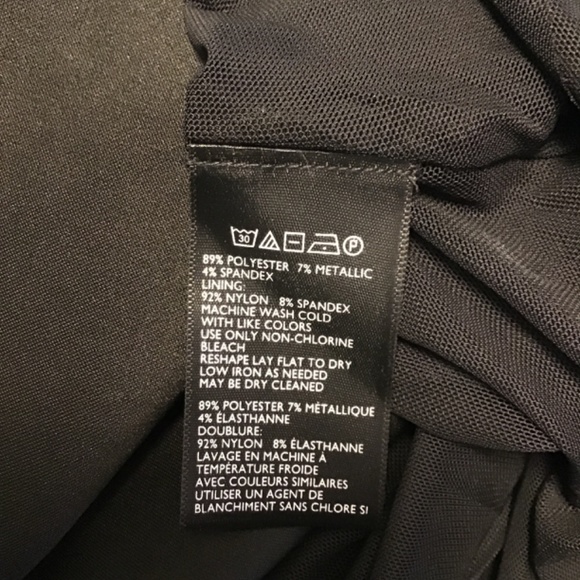 30 P
89% POLYESTER 7% METALLIC
4% SPANDEX
LINING:
92% NYLON 8% SPANDEX
MACHINE WASH COLD
WITH LIKE COLORS
USE ONLY NON-CHLORINE
BLEACH
RESHAPE LAY FLAT TO DRY
LOW IRON AS NEEDED
MAY BE DRY CLEANED
89% POLYESTER 7% MÉTALLIQUE
4% ÉLASTHANNE
DOUBLURE:
92% NYLON 8% ÉLASTHANNE
LAVAGE EN MACHINE À
TEMPÉRATURE FROIDE
AVEC COULEURS SIMILAIRES
UTILISER UN AGENT DE
BLANCHIMENT SANS CHLORE SI